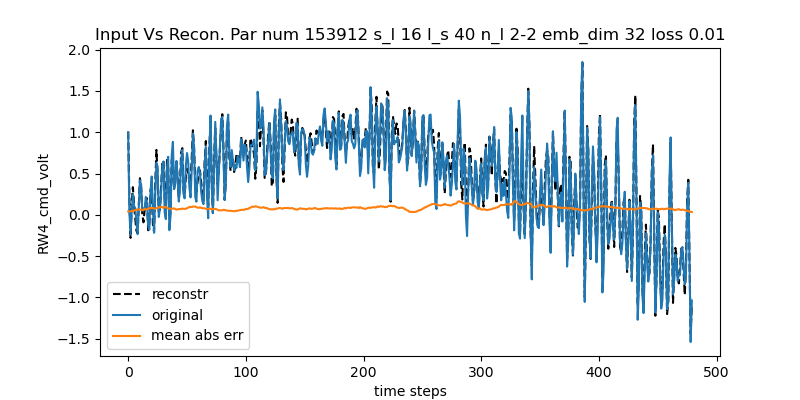 Input Vs Recon. Par num 153912 s_l 16 l_s 40 n_l 2-2 emb_dim 32 loss 0.01
2.0
1.5
1.0
0.5
0.0
−0.5
−1.0
−1.5
RW4_cmd_volt
reconstr
original
mean abs err
0 100 200 300 400 500
time steps